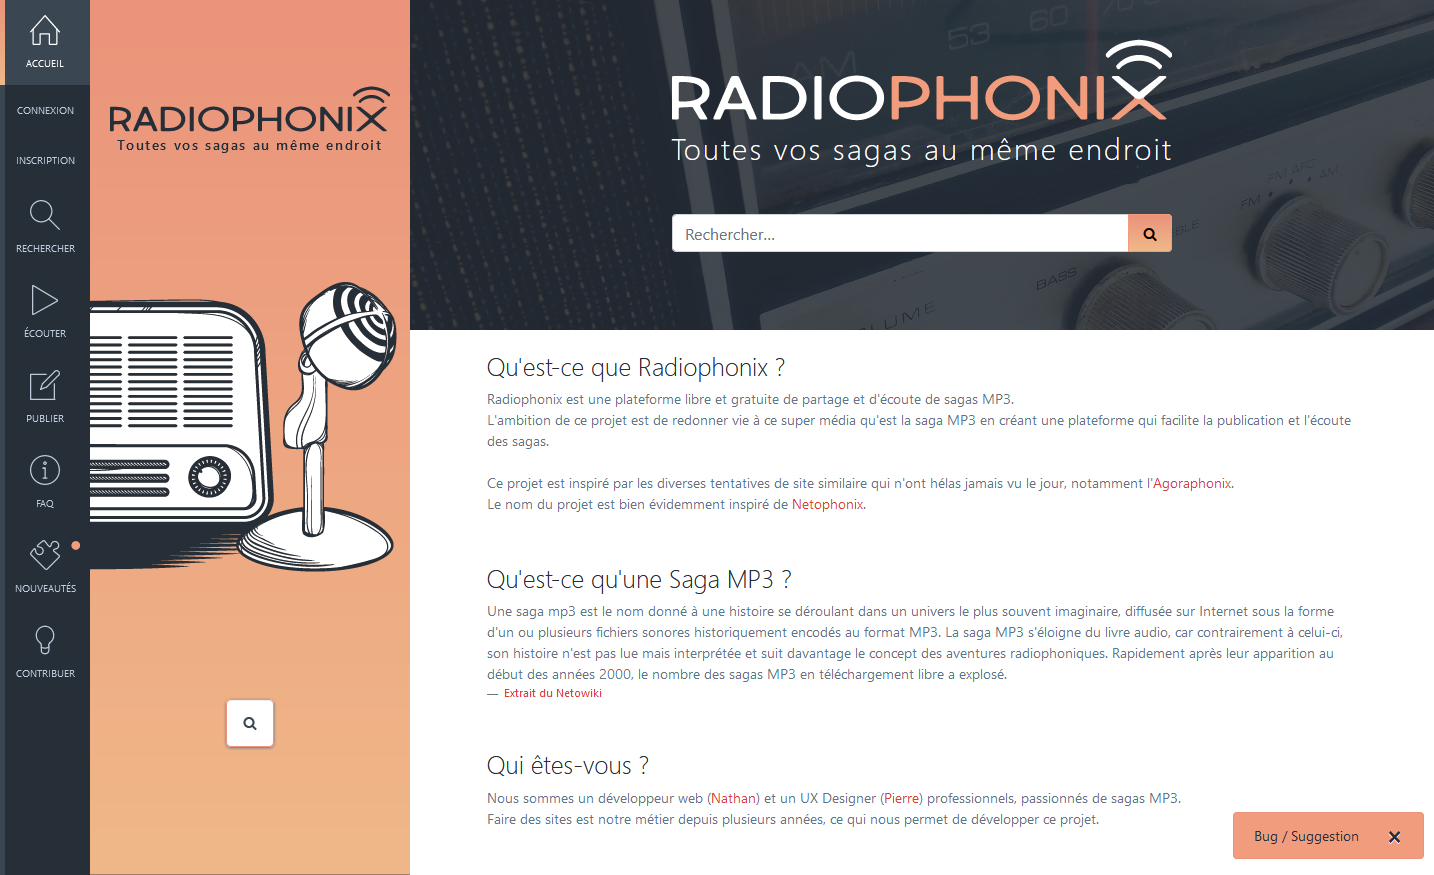 ACCUEIL
CONNEXION
INSCRIPTION
RECHERCHER
ÉCOUTER
PUBLIER
FAQ
NOUVEAUTÉS
CONTRIBUER
RADIOPHONIX
Toutes vos sagas au même endroit
53
60
70
AM
RADIOPHONIX
Toutes vos sagas au même endroit
FM AFC
AM
FM
BASS
VOLUME
Rechercher...
Qu'est-ce que Radiophonix ?
Radiophonix est une plateforme libre et gratuite de partage et d'écoute de sagas MP3.
L'ambition de ce projet est de redonner vie à ce super média qu'est la saga MP3 en créant une plateforme qui facilite la publication et l'écoute
des sagas.
Ce projet est inspiré par les diverses tentatives de site similaire qui n'ont hélas jamais vu le jour, notamment l'Agoraphonix.
Le nom du projet est bien évidemment inspiré de Netophonix.
Qu'est-ce qu'une Saga MP3 ?
Une saga mp3 est le nom donné à une histoire se déroulant dans un univers le plus souvent imaginaire, diffusée sur Internet sous la forme
d'un ou plusieurs fichiers sonores historiquement encodés au format MP3. La saga MP3 s'éloigne du livre audio, car contrairement à celui-ci,
son histoire n'est pas lue mais interprétée et suit davantage le concept des aventures radiophoniques. Rapidement après leur apparition au
début des années 2000, le nombre des sagas MP3 en téléchargement libre a explosé.
— Extrait du Netowiki
Qui êtes-vous ?
Nous sommes un développeur web (Nathan) et un UX Designer (Pierre) professionnels, passionnés de sagas MP3.
Faire des sites est notre métier depuis plusieurs années, ce qui nous permet de développer ce projet.
Bug / Suggestion